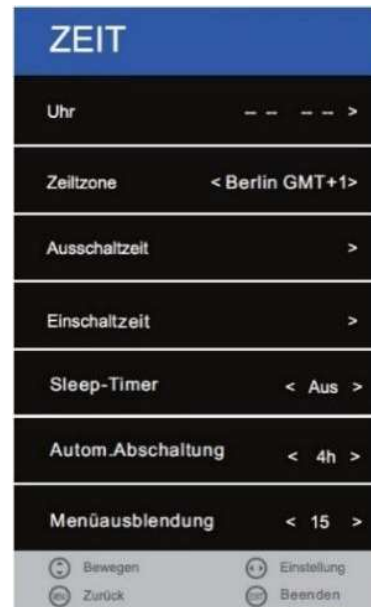 ZEIT
Uhr -- -- >
Zeiltzone < Berlin GMT+1>
Ausschaltzeit >
Einschaltzeit >
Sleep-Timer < Aus >
Autom.Abschaltung < 4h >
Menüausblendung < 15 >
Bewegen Einstellung
Zurück Beenden